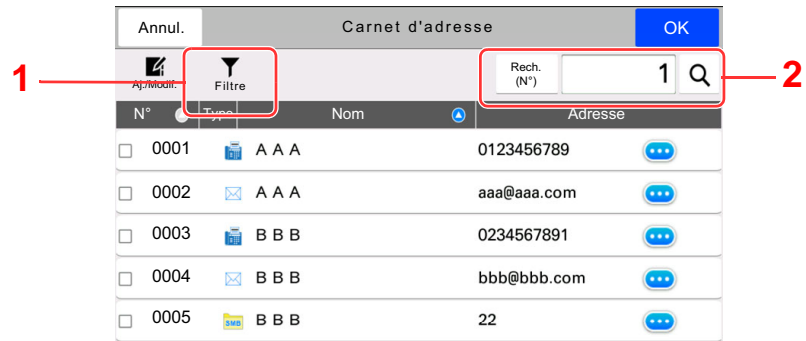 Annul. Carnet d'adresse OK
1 Aj./Modif. Filtre Rech. (N°) 1 2
N° Type Nom Adresse
0001 A A A 0123456789
0002 A A A aaa@aaa.com
0003 B B B 0234567891
0004 B B B bbb@bbb.com
0005 SMB B B B 22